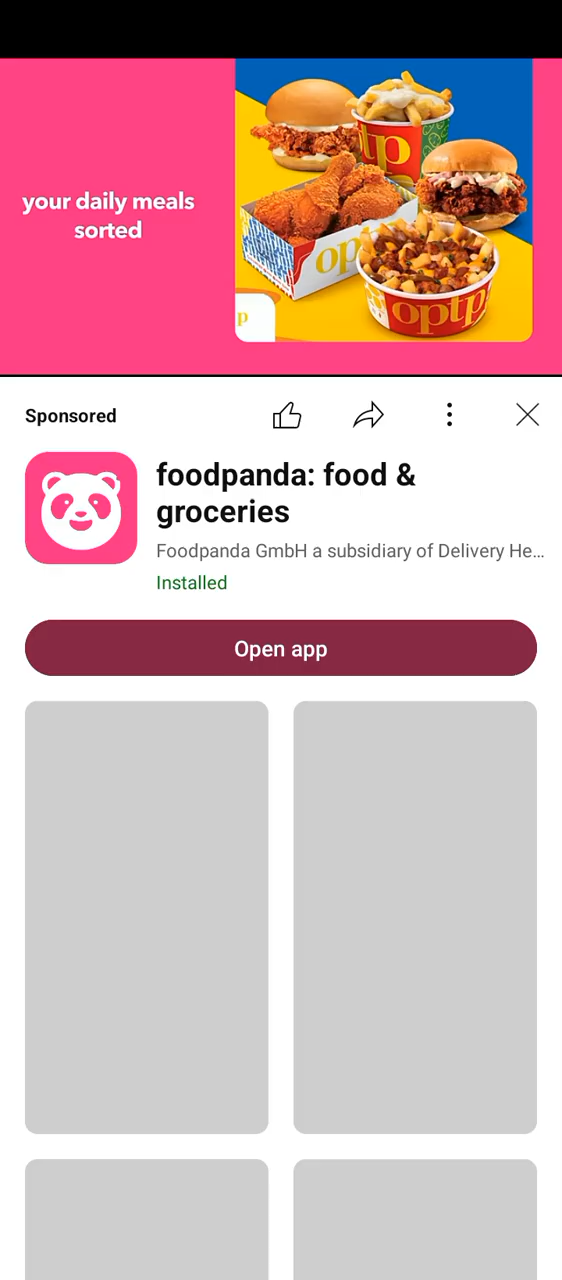 your daily meals
sorted
tp
optp
optp
p
Sponsored
foodpanda: food &
groceries
Foodpanda GmbH a subsidiary of Delivery He…
Installed
Open app